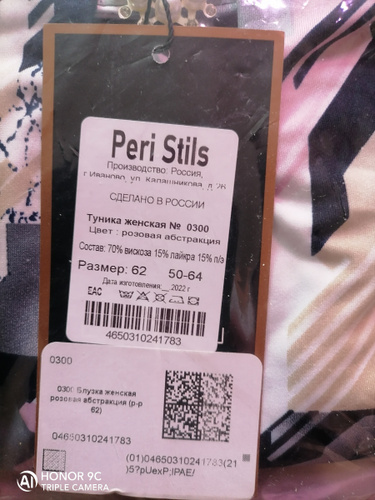 Peri Stils
Производство: Россия,
г. Иваново, ул. Калашникова, д. 26
СДЕЛАНО В РОССИИ
Туника женская № 0300
Цвет : розовая абстракция
Состав: 70% вискоза 15% лайкра 15% п/э
Размер: 62 50-64
Дата изготовления:__ 2022 г
EAC
4650310241783
0300
0300 Блузка женская
розовая абстракция (р-р
62)
04650310241783
(01)04650310241783(21
)5?pUexP;IPAE/
HONOR 9C
TRIPLE CAMERA